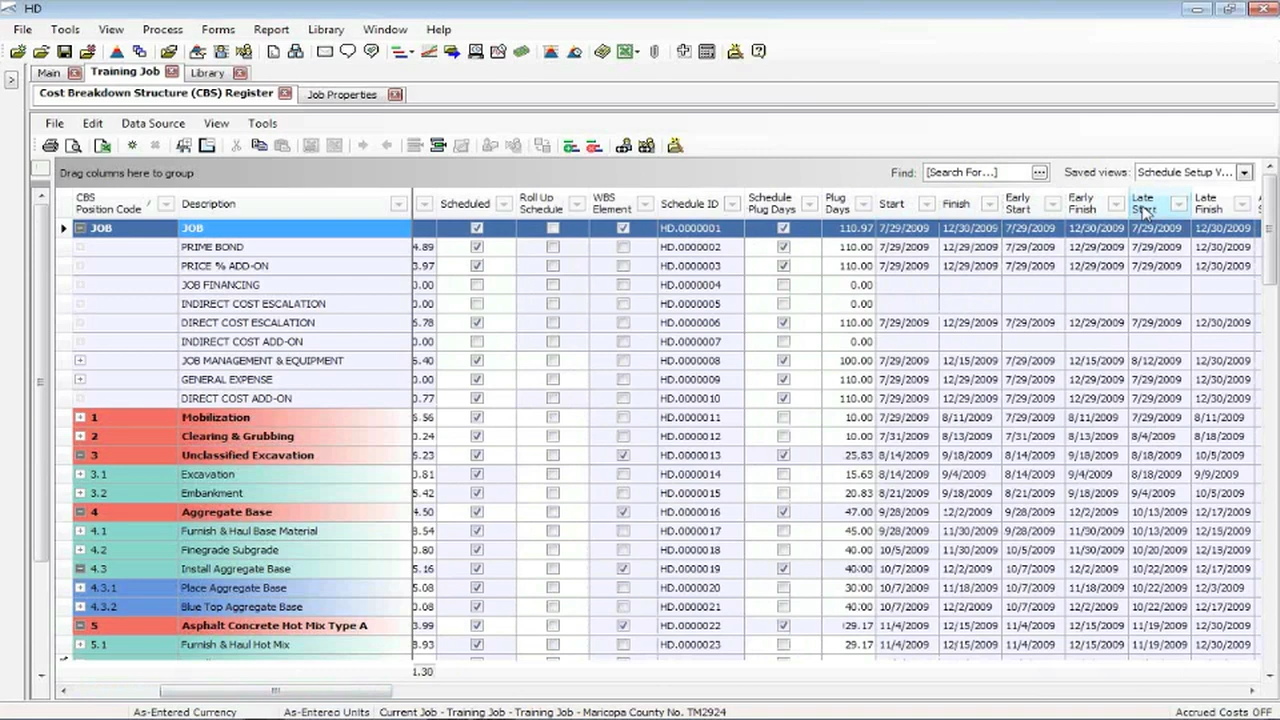 HD
File Tools View Process Forms Report Library Window Help
Main Training Job Library
Cost Breakdown Structure (CBS) Register Job Properties
File Edit Data Source View Tools
Drag columns here to group Find: [Search For...] Saved views: Schedule Setup V...
CBS Position Code Description Scheduled Roll Up Schedule WBS Element Schedule ID Schedule Plug Days Plug Days Start Finish Early Start Early Finish Late Start Late Finish
JOB JOB HD.0000001 110.97 7/29/2009 12/30/2009 7/29/2009 12/30/2009 7/29/2009 12/30/2009
PRIME BOND 4.89 HD.0000002 110.00 7/29/2009 12/29/2009 7/29/2009 12/29/2009 7/29/2009 12/30/2009
PRICE % ADD-ON 3.97 HD.0000003 110.00 7/29/2009 12/29/2009 7/29/2009 12/29/2009 7/29/2009 12/30/2009
JOB FINANCING 0.00 HD.0000004 0.00
INDIRECT COST ESCALATION 0.00 HD.0000005 0.00
DIRECT COST ESCALATION 5.78 HD.0000006 110.00 7/29/2009 12/29/2009 7/29/2009 12/29/2009 7/29/2009 12/30/2009
INDIRECT COST ADD-ON 0.00 HD.0000007 0.00
JOB MANAGEMENT & EQUIPMENT 5.40 HD.0000008 100.00 7/29/2009 12/15/2009 7/29/2009 12/15/2009 8/12/2009 12/30/2009
GENERAL EXPENSE 0.00 HD.0000009 110.00 7/29/2009 12/29/2009 7/29/2009 12/29/2009 7/29/2009 12/30/2009
DIRECT COST ADD-ON 0.77 HD.0000010 110.00 7/29/2009 12/29/2009 7/29/2009 12/29/2009 7/29/2009 12/30/2009
1 Mobilization 6.56 HD.0000011 10.00 7/29/2009 8/11/2009 7/29/2009 8/11/2009 7/29/2009 8/11/2009
2 Clearing & Grubbing 0.24 HD.0000012 10.00 7/31/2009 8/13/2009 7/31/2009 8/13/2009 8/4/2009 8/18/2009
3 Unclassified Excavation 5.23 HD.0000013 25.83 8/14/2009 9/18/2009 8/14/2009 9/18/2009 8/18/2009 10/5/2009
3.1 Excavation 0.81 HD.0000014 15.63 8/14/2009 9/4/2009 8/14/2009 9/4/2009 8/18/2009 9/9/2009
3.2 Embankment 5.42 HD.0000015 20.83 8/21/2009 9/18/2009 8/21/2009 9/18/2009 9/4/2009 10/5/2009
4 Aggregate Base 4.50 HD.0000016 47.00 9/28/2009 12/2/2009 9/28/2009 12/2/2009 10/13/2009 12/17/2009
4.1 Furnish & Haul Base Material 3.54 HD.0000017 45.00 9/28/2009 11/30/2009 9/28/2009 11/30/2009 10/13/2009 12/15/2009
4.2 Finegrade Subgrade 0.80 HD.0000018 40.00 10/5/2009 11/30/2009 10/5/2009 11/30/2009 10/20/2009 12/15/2009
4.3 Install Aggregate Base 5.16 HD.0000019 40.00 10/7/2009 12/2/2009 10/7/2009 12/2/2009 10/22/2009 12/17/2009
4.3.1 Place Aggregate Base 5.08 HD.0000020 30.00 10/7/2009 11/18/2009 10/7/2009 11/18/2009 10/22/2009 12/3/2009
4.3.2 Blue Top Aggregate Base 0.08 HD.0000021 40.00 10/7/2009 12/2/2009 10/7/2009 12/2/2009 10/22/2009 12/17/2009
5 Asphalt Concrete Hot Mix Type A 3.99 HD.0000022 29.17 11/4/2009 12/15/2009 11/4/2009 12/15/2009 11/19/2009 12/30/2009
5.1 Furnish & Haul Hot Mix 8.93 HD.0000023 29.17 11/4/2009 12/15/2009 11/4/2009 12/15/2009 11/19/2009 12/30/2009
1.30
As-Entered Currency As-Entered Units Current Job - Training Job - Training Job - Maricopa County No. TM2924 Accrued Costs OFF